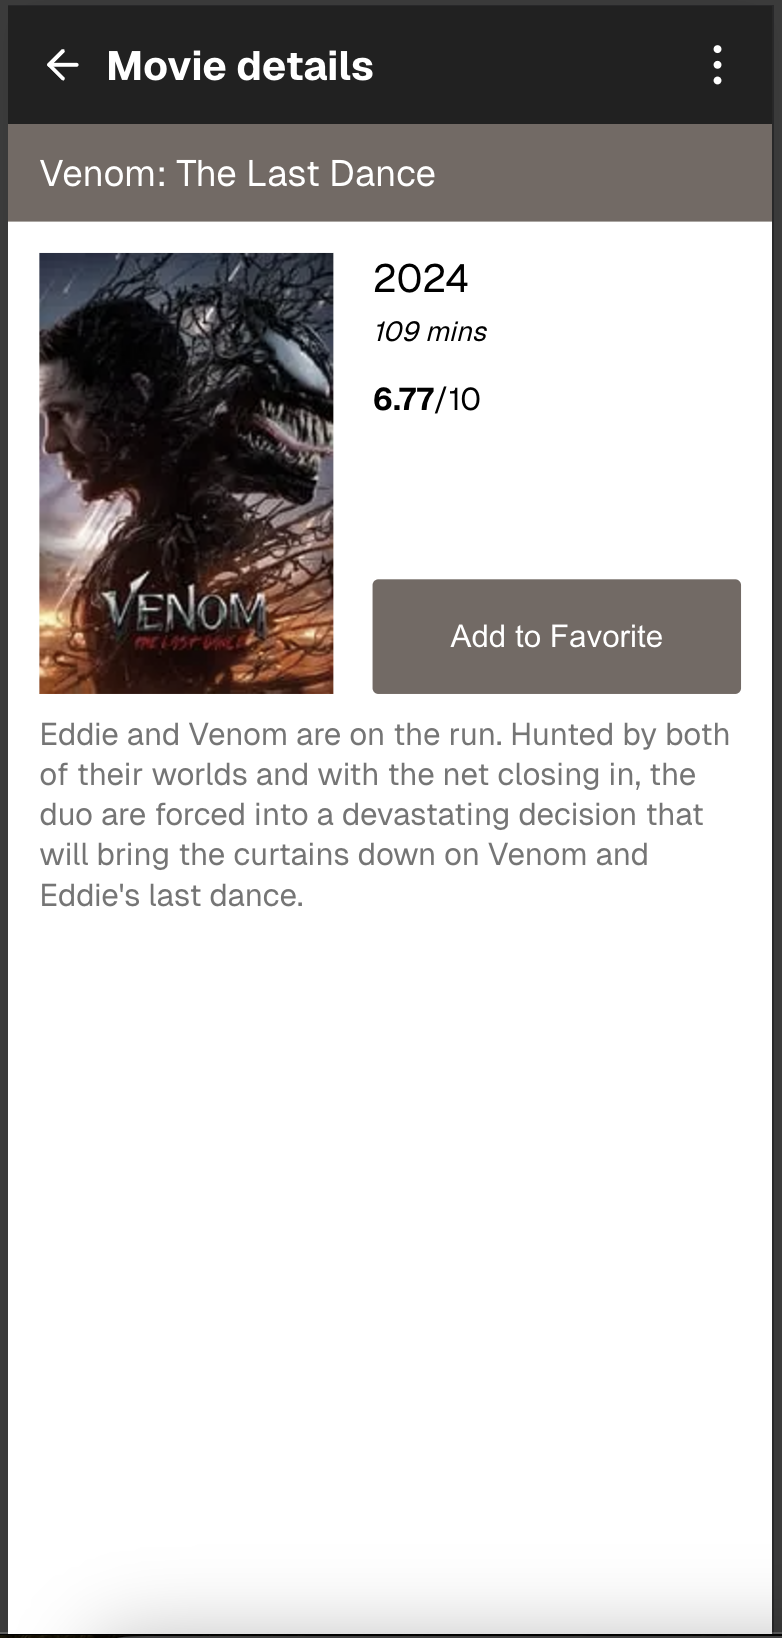 Movie details
Venom: The Last Dance
2024
109 mins
6.77/10
VENOM
THE LAST DANCE
Add to Favorite
Eddie and Venom are on the run. Hunted by both
of their worlds and with the net closing in, the
duo are forced into a devastating decision that
will bring the curtains down on Venom and
Eddie's last dance.